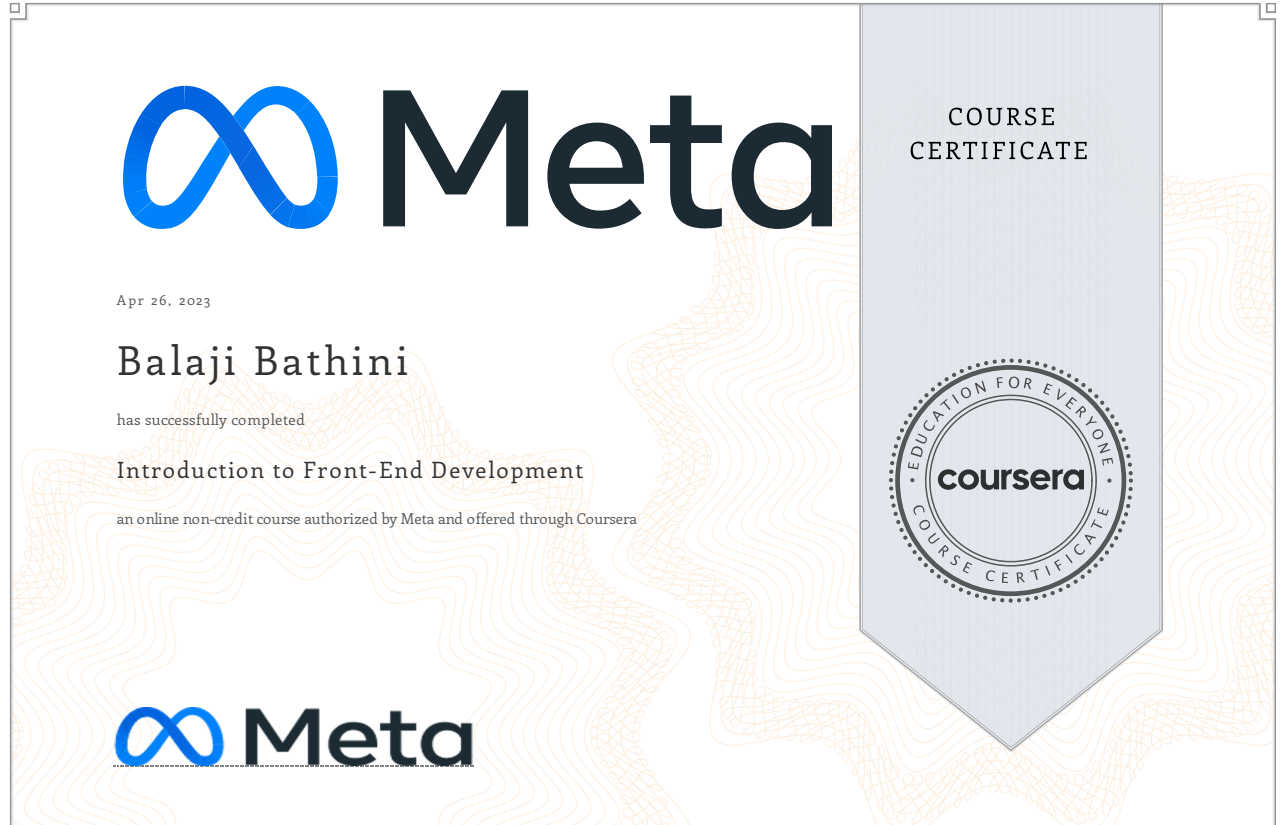 Meta
COURSE
CERTIFICATE
Apr 26, 2023
Balaji Bathini
has successfully completed
Introduction to Front-End Development
an online non-credit course authorized by Meta and offered through Coursera
EDUCATION FOR EVERYONE
coursera
COURSE CERTIFICATE
Meta